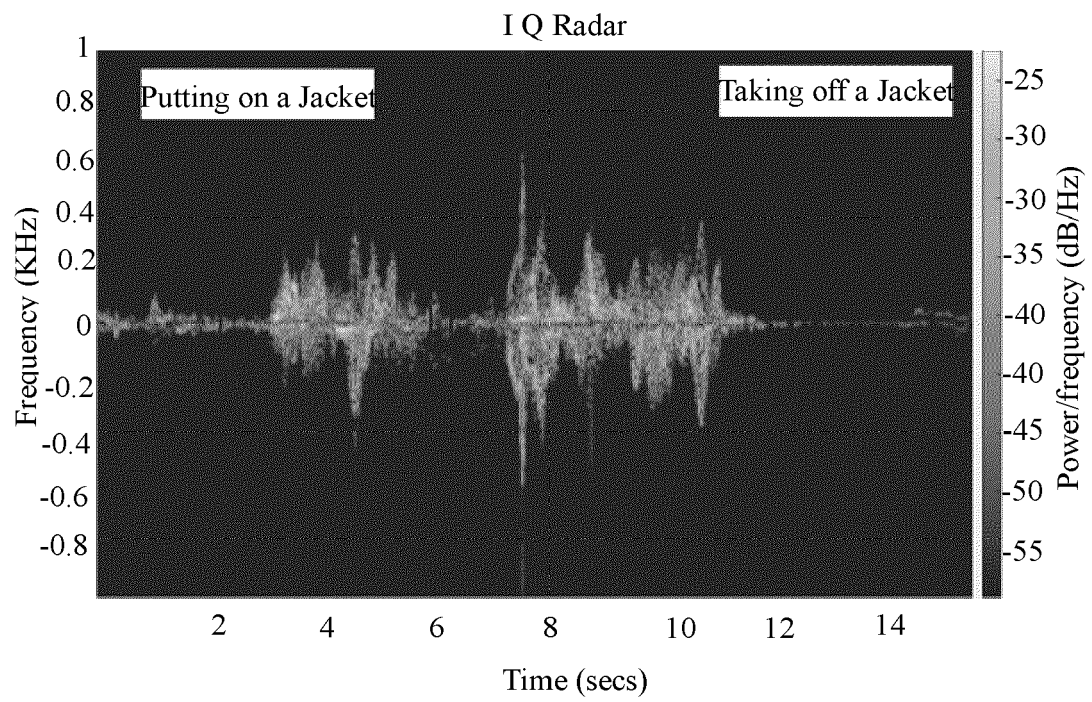 I Q Radar
Putting on a Jacket
Taking off a Jacket
1
0.8
0.6
0.4
0.2
0
-0.2
-0.4
-0.6
-0.8
Frequency (KHz)
2 4 6 8 10 12 14
Time (secs)
-25
-30
-30
-35
-40
-40
-45
-50
-55
Power/frequency (dB/Hz)